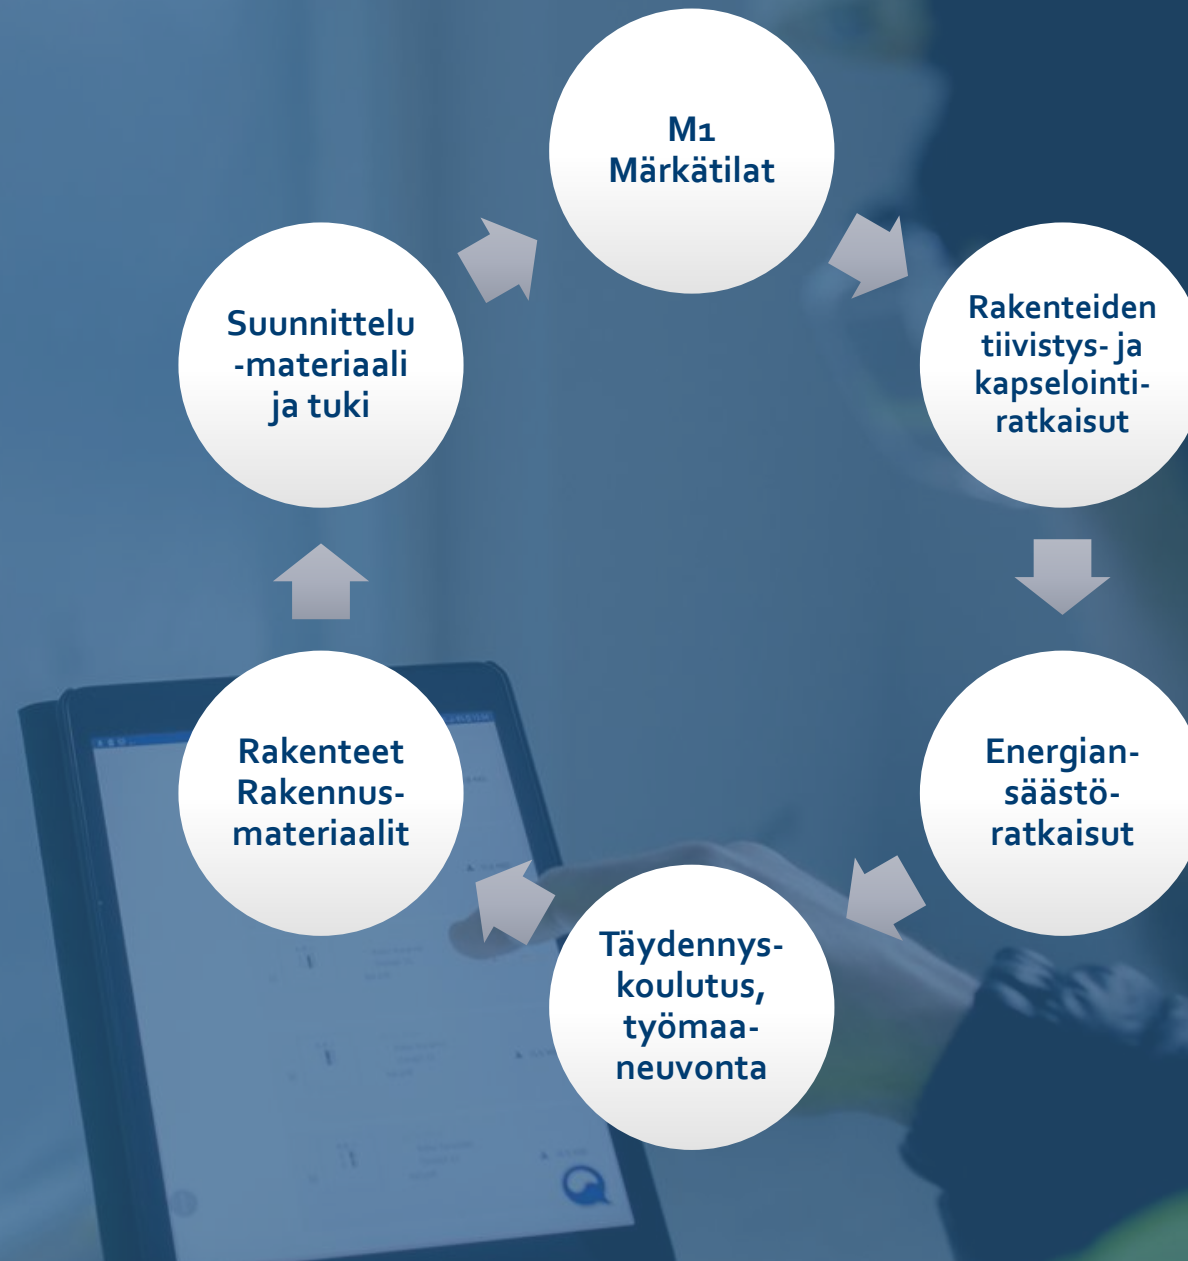 M1
Märkätilat
Rakenteiden
tiivistys- ja
kapselointi-
ratkaisut
Energian-
säästö-
ratkaisut
Täydennys-
koulutus,
työmaa-
neuvonta
Rakenteet
Rakennus-
materiaalit
Suunnittelu
-materiaali
ja tuki